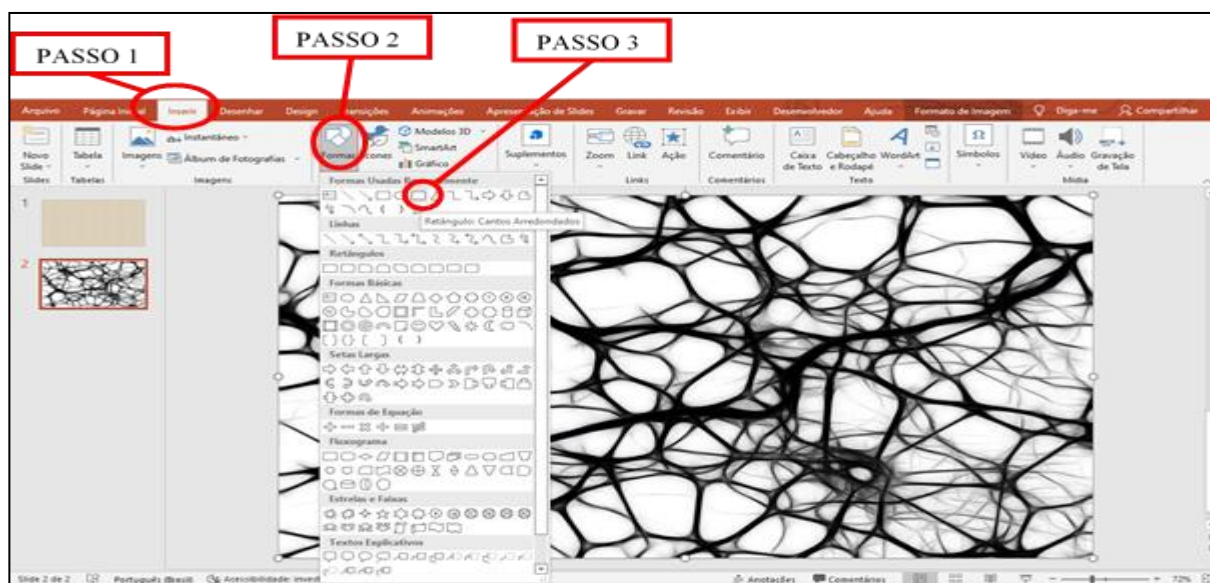 PASSO 1
PASSO 2
PASSO 3
Arquivo Página Inicial Inserir Desenhar Design Transições Animações Apresentação de Slides Gravar Revisão Exibir Desenvolvedor Ajuda Formato de Imagem Diga-me Compartilhar
Novo Slide
Tabela
Imagens
Instantâneo
Álbum de Fotografias
Formas
Ícones
Modelos 3D
SmartArt
Gráfico
Suplementos
Zoom
Link
Ação
Comentário
Caixa de Texto
Cabeçalho e Rodapé
WordArt
Símbolos
Vídeo
Áudio
Gravação de Tela
Slides Tabelas Imagens Links Comentários Texto Mídia
Formas Usadas
Retângulo: Cantos Arredondados
Linhas
Retângulos
Formas Básicas
Setas Largas
Formas de Equação
Fluxograma
Estrelas e Faixas
Textos Explicativos
1
2
Slide 2 de 2 Português (Brasil) Acessibilidade: Anotações Comentários 72%